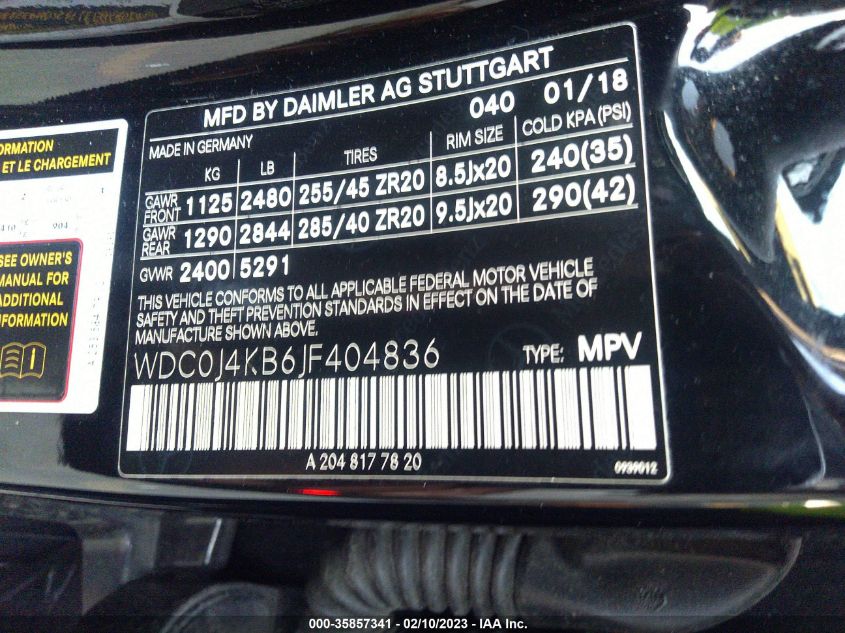 MFD BY DAIMLER AG STUTTGART
040 01/18
MADE IN GERMANY
KG LB TIRES RIM SIZE COLD KPA (PSI)
GAWR FRONT 1125 2480 255/45 ZR20 8.5Jx20 240(35)
GAWR REAR 1290 2844 285/40 ZR20 9.5Jx20 290(42)
GVWR 2400 5291
THIS VEHICLE CONFORMS TO ALL APPLICABLE FEDERAL MOTOR VEHICLE
SAFETY AND THEFT PREVENTION STANDARDS IN EFFECT ON THE DATE OF
MANUFACTURE SHOWN ABOVE.
WDC0J4KB6JF404836 TYPE: MPV
A 204 817 78 20
0939012
ORMATION
ET LE CHARGEMENT
904
SEE OWNER'S
MANUAL FOR
ADDITIONAL
INFORMATION
000-35857341 - 02/10/2023 - IAA Inc.